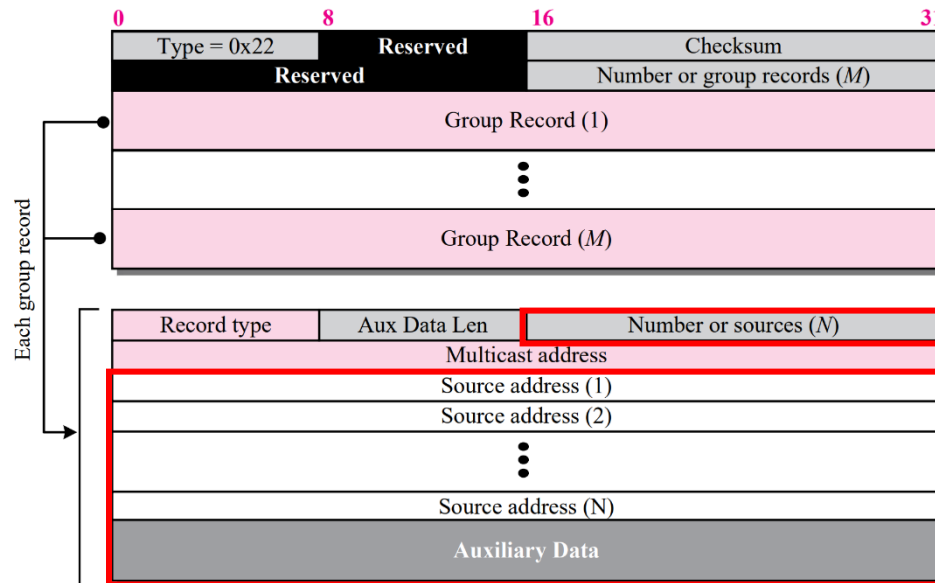 0 8 16 31
Type = 0x22 Reserved Checksum
Reserved Number or group records (M)
Group Record (1)
Group Record (M)
Each group record
Record type Aux Data Len Number or sources (N)
Multicast address
Source address (1)
Source address (2)
Source address (N)
Auxiliary Data